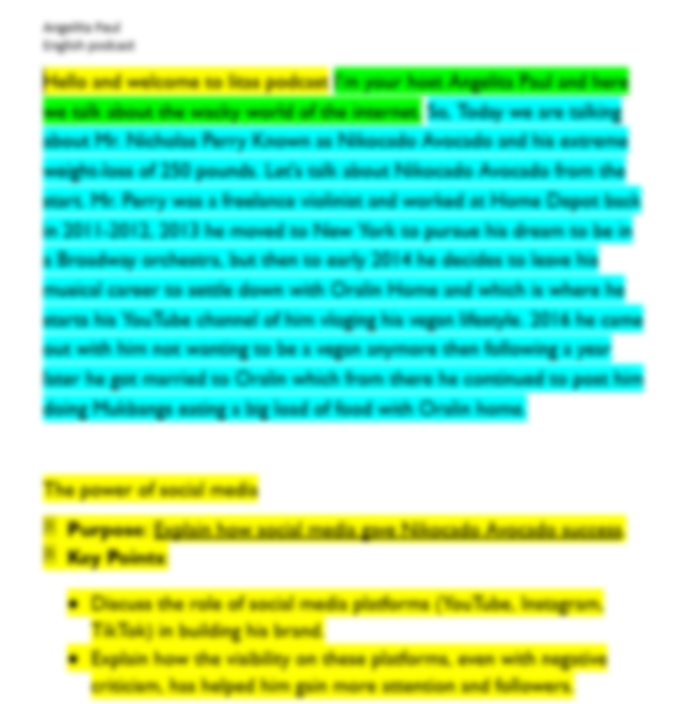 Angelita Paul
English podcast
Hello and welcome to litas podcast I'm your host Angelita Paul and here
we talk about the wacky world of the internet. So, Today we are talking
about Mr. Nicholas Perry Known as Nikocado Avocado and his extreme
weight-loss of 250 pounds. Let's talk about Nikocado Avocado from the
start. Mr. Perry was a freelance violinist and worked at Home Depot back
in 2011-2012, 2013 he moved to New York to pursue his dream to be in
a Broadway orchestra, but then to early 2014 he decides to leave his
musical career to settle down with Oralin Home and which is where he
starts his YouTube channel of him vloging his vegan lifestyle. 2016 he came
out with him not wanting to be a vegan anymore then following a year
later he got married to Oralin which from there he continued to post him
doing Mukbangs eating a big load of food with Orlin home.
The power of social media
Purpose: Explain how social media gave Nikocado Avocado success.
Key Points:
• Discuss the role of social media platforms (YouTube, Instagram,
TikTok) in building his brand.
• Explain how the visibility on these platforms, even with negative
criticism, has helped him gain more attention and followers.